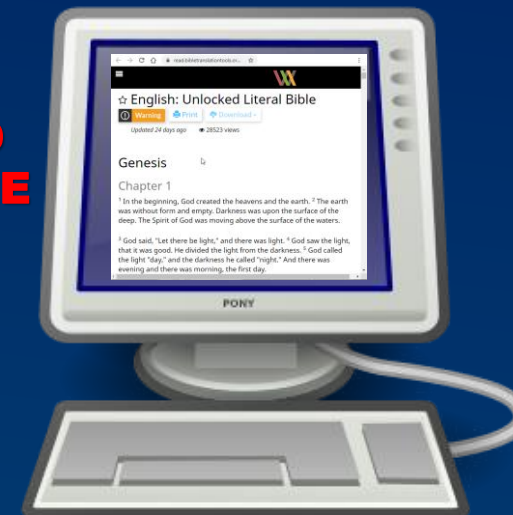 read.bibletranslationtools.or...
☆ English: Unlocked Literal Bible
Warning Print Download
Updated 24 days ago 28523 views
Genesis
Chapter 1
1 In the beginning, God created the heavens and the earth. 2 The earth
was without form and empty. Darkness was upon the surface of the
deep. The Spirit of God was moving above the surface of the waters.
3 God said, "Let there be light," and there was light. 4 God saw the light,
that it was good. He divided the light from the darkness. 5 God called
the light "day," and the darkness he called "night." And there was
evening and there was morning, the first day.
PONY